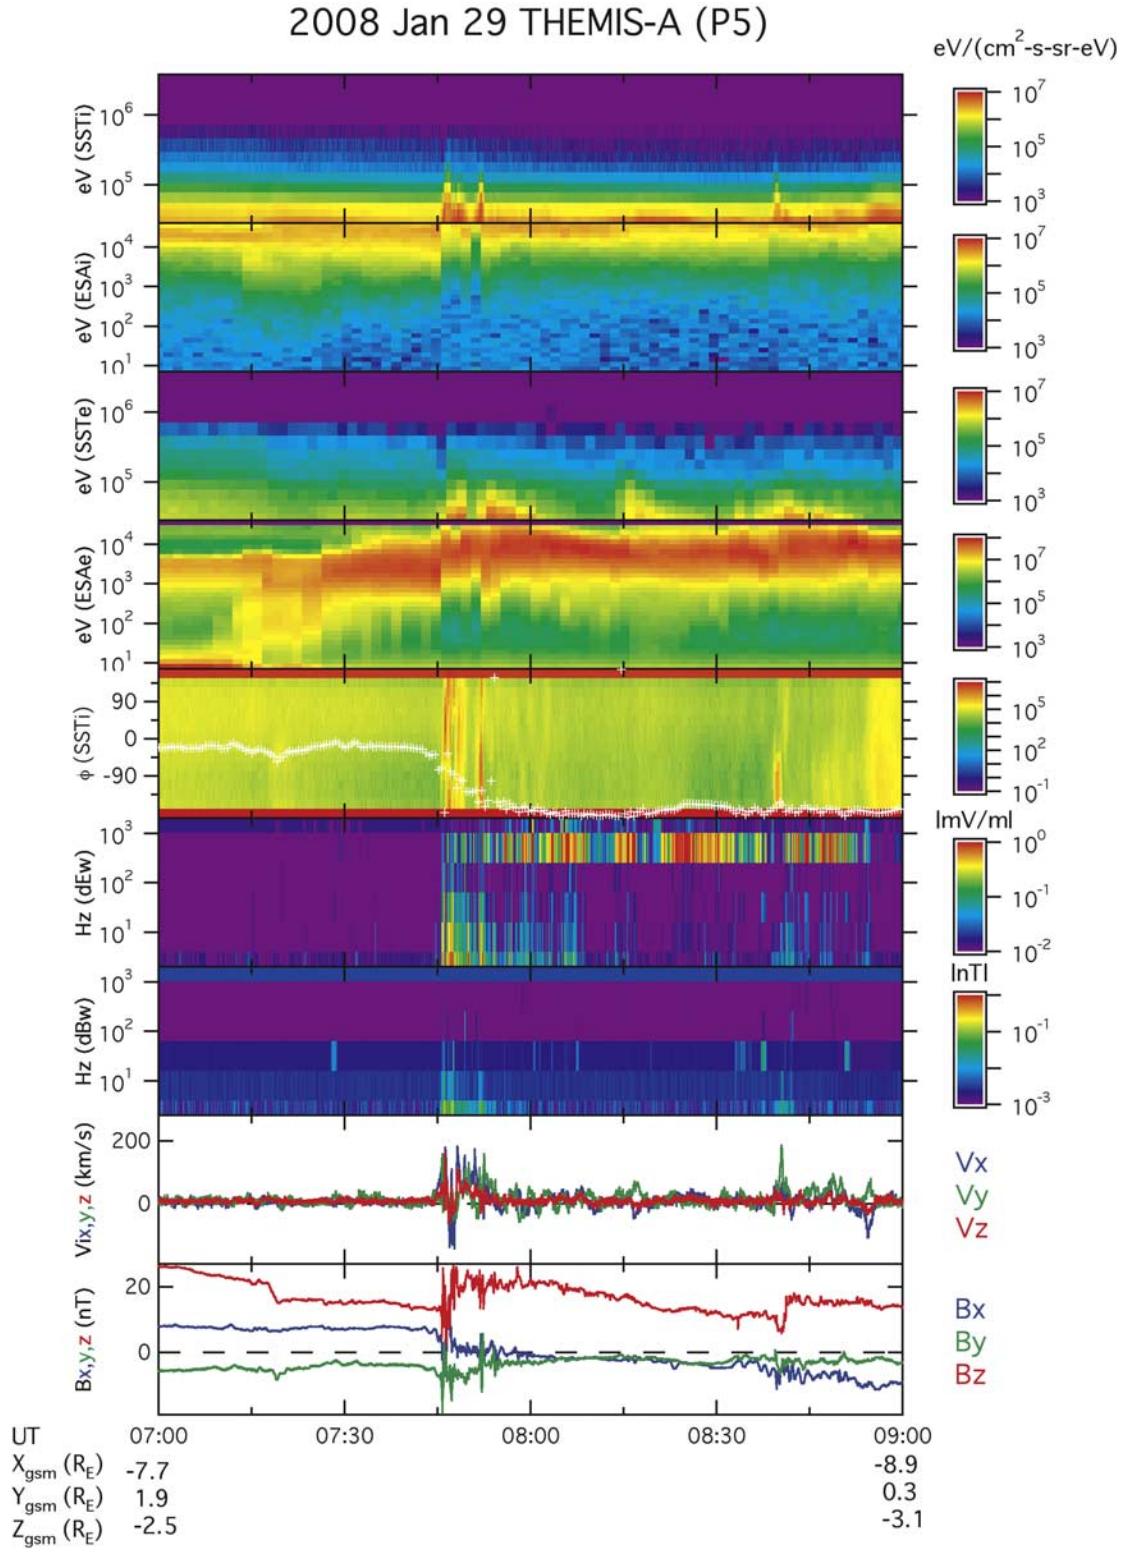 2008 Jan 29 THEMIS-A (P5)
eV/(cm²-s-sr-eV)
eV (SSTi)
10⁶
10⁵
10⁷
10⁵
10³
eV (ESAi)
10⁴
10³
10²
10¹
10⁷
10⁵
10³
eV (SSTe)
10⁶
10⁵
10⁷
10⁵
10³
eV (ESAe)
10⁴
10³
10²
10¹
10⁷
10⁵
10³
ϕ (SSTi)
90
0
-90
10⁵
10²
10⁻¹
Hz (dEw)
10³
10²
10¹
|mV/m|
10⁰
10⁻¹
10⁻²
Hz (dBw)
10³
10²
10¹
|nT|
10⁻¹
10⁻³
Vix,y,z (km/s)
200
0
Vx
Vy
Vz
Bx,y,z (nT)
20
0
Bx
By
Bz
UT 07:00 07:30 08:00 08:30 09:00
Xgsm (RE) -7.7 -8.9
Ygsm (RE) 1.9 0.3
Zgsm (RE) -2.5 -3.1